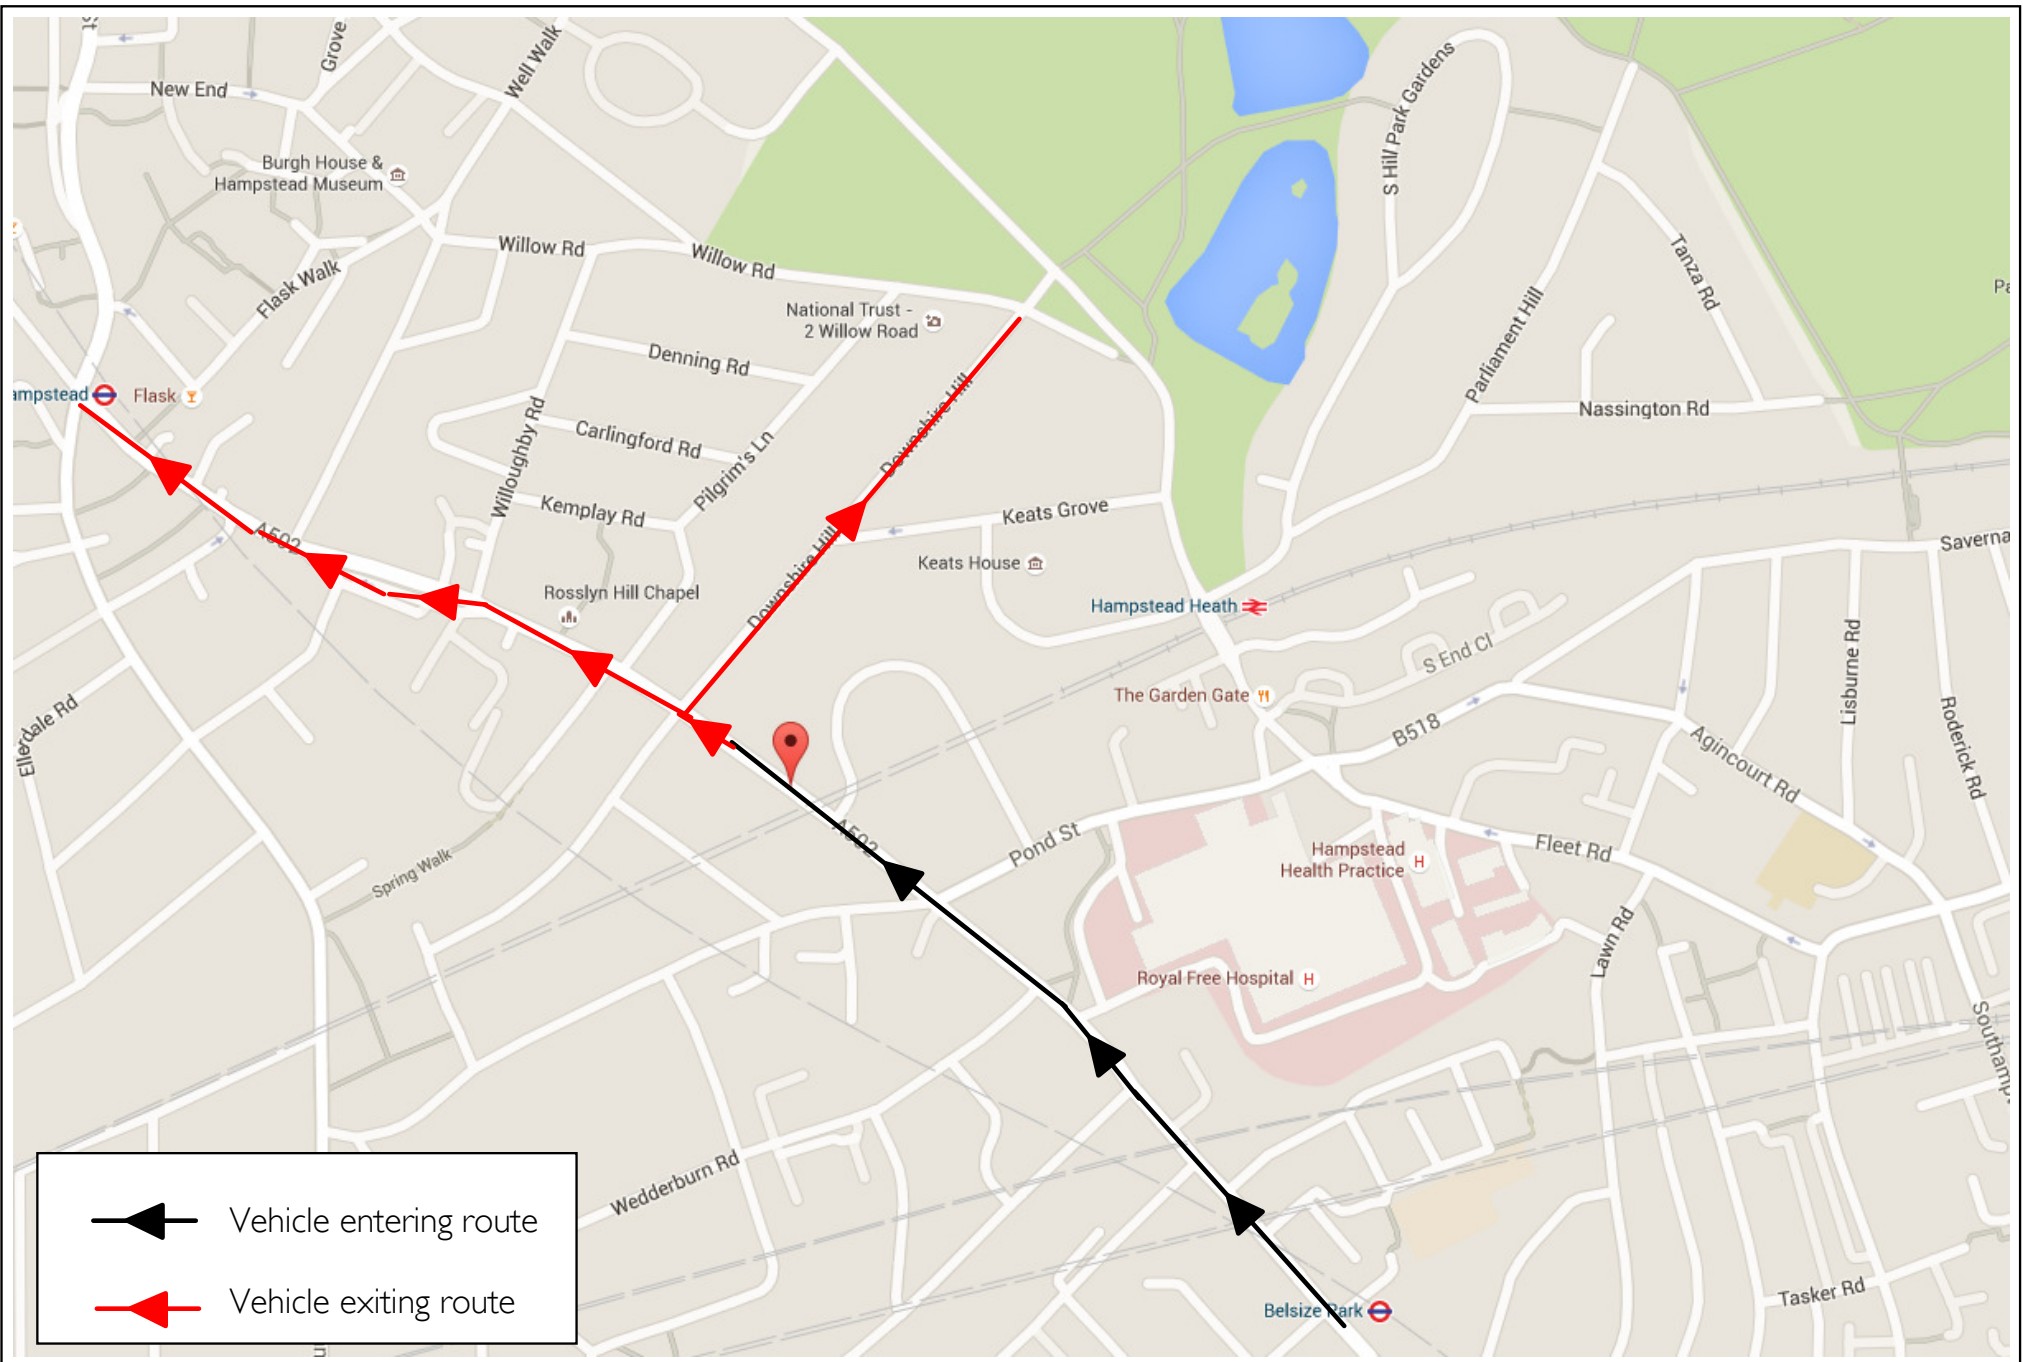 St
Grove
Well Walk
New End
Burgh House &
Hampstead Museum
Willow Rd
Willow Rd
Flask Walk
National Trust -
2 Willow Road
Denning Rd
ampstead
Flask
Willoughby Rd
Carlingford Rd
Pilgrim's Ln
Kemplay Rd
Downshire Hill
Downshire Hill
Keats Grove
Keats House
A502
Rosslyn Hill Chapel
S Hill Park Gardens
Tanza Rd
Pa
Parliament Hill
Nassington Rd
Saverna
Hampstead Heath
S End Cl
The Garden Gate
B518
Lisburne Rd
Roderick Rd
Agincourt Rd
Ellerdale Rd
A502
Pond St
Spring Walk
Hampstead
Health Practice
H
Fleet Rd
Royal Free Hospital
H
Lawn Rd
Southamp
Wedderburn Rd
Belsize Park
Tasker Rd
Vehicle entering route
Vehicle exiting route